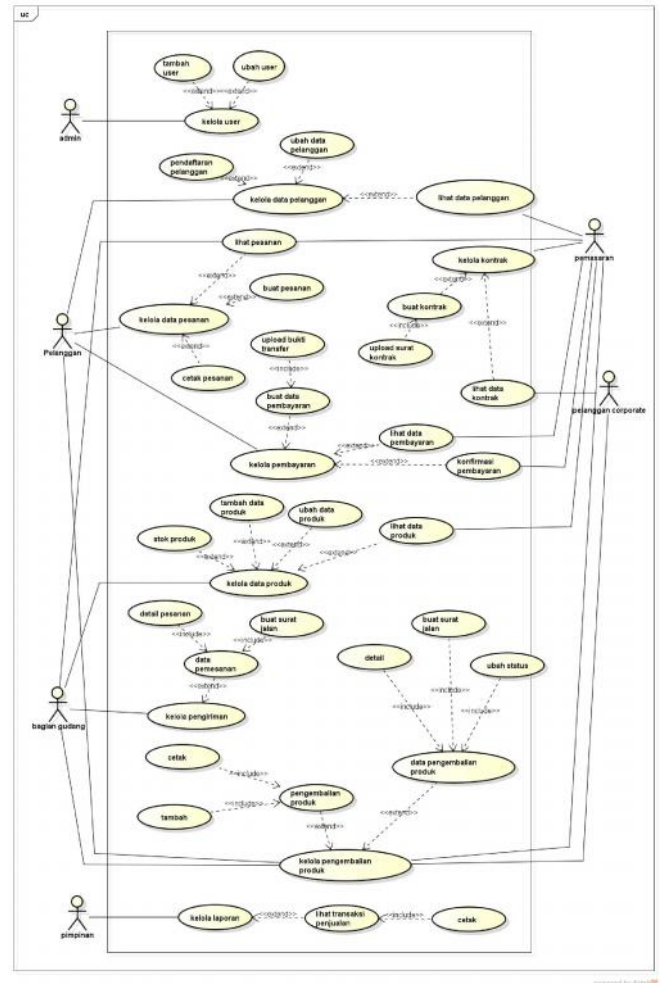 uc
tambah
user
ubah user
<<extend>>
<<extend>>
kelola user
admin
ubah data
pelanggan
pendaftaran
pelanggan
<<extend>>
<<extend>>
kelola data pelanggan
<<extend>>
lihat data pelanggan
lihat pesanan
pemasaran
kelola kontrak
<<extend>>
<<extend>>
buat pesanan
<<extend>>
buat kontrak
kelola data pesanan
<<include>>
<<extend>>
Pelanggan
upload bukti
transfer
upload surat
kontrak
<<extend>>
<<include>>
cetak pesanan
buat data
pembayaran
lihat data
kontrak
pelanggan corporate
<<extend>>
lihat data
pembayaran
<<extend>>
kelola pembayaran
<<extend>>
konfirmasi
pembayaran
tambah data
produk
ubah data
produk
lihat data
produk
stok produk
<<extend>>
<<extend>>
<<extend>>
<<extend>>
kelola data produk
detail pesanan
buat surat
jalan
buat surat
jalan
<<include>>
<<include>>
data
pemesanan
detail
ubah status
<<extend>>
<<include>>
<<include>>
<<include>>
bagian gudang
kelola pengiriman
cetak
data pengembalian
produk
<<include>>
pengembalian
produk
tambah
<<include>>
<<extend>>
<<extend>>
kelola pengembalian
produk
pimpinan
kelola laporan
<<extend>>
lihat transaksi
penjualan
<<include>>
cetak